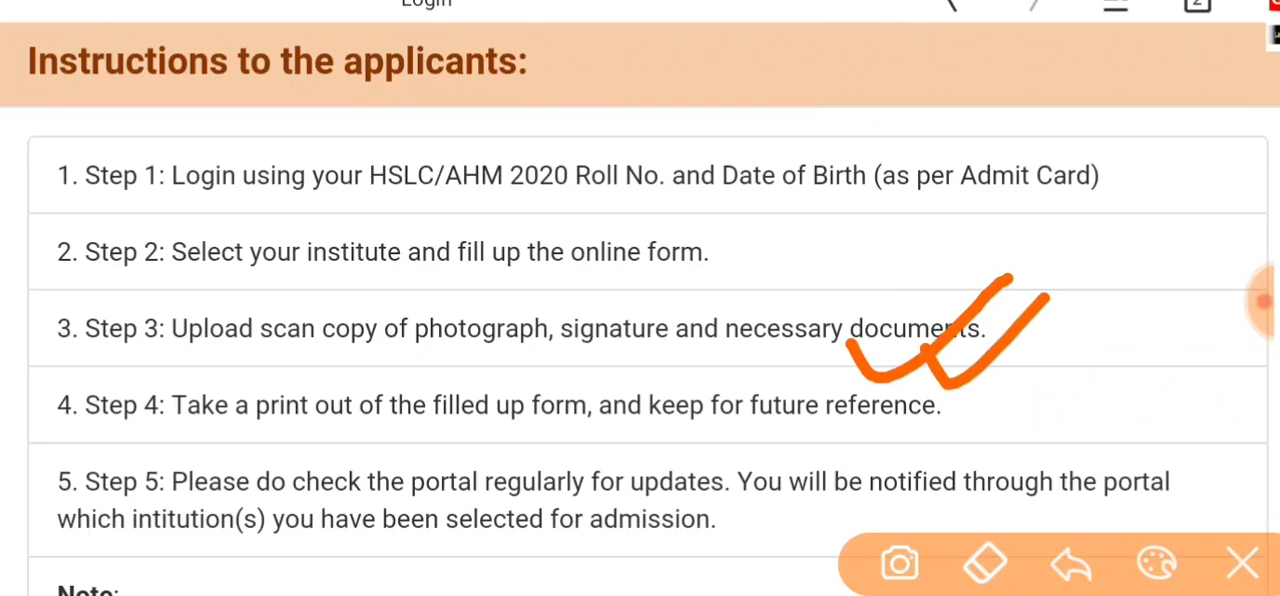 Login
Instructions to the applicants:
1. Step 1: Login using your HSLC/AHM 2020 Roll No. and Date of Birth (as per Admit Card)
2. Step 2: Select your institute and fill up the online form.
3. Step 3: Upload scan copy of photograph, signature and necessary documents.
4. Step 4: Take a print out of the filled up form, and keep for future reference.
5. Step 5: Please do check the portal regularly for updates. You will be notified through the portal
which intitution(s) you have been selected for admission.
Note: